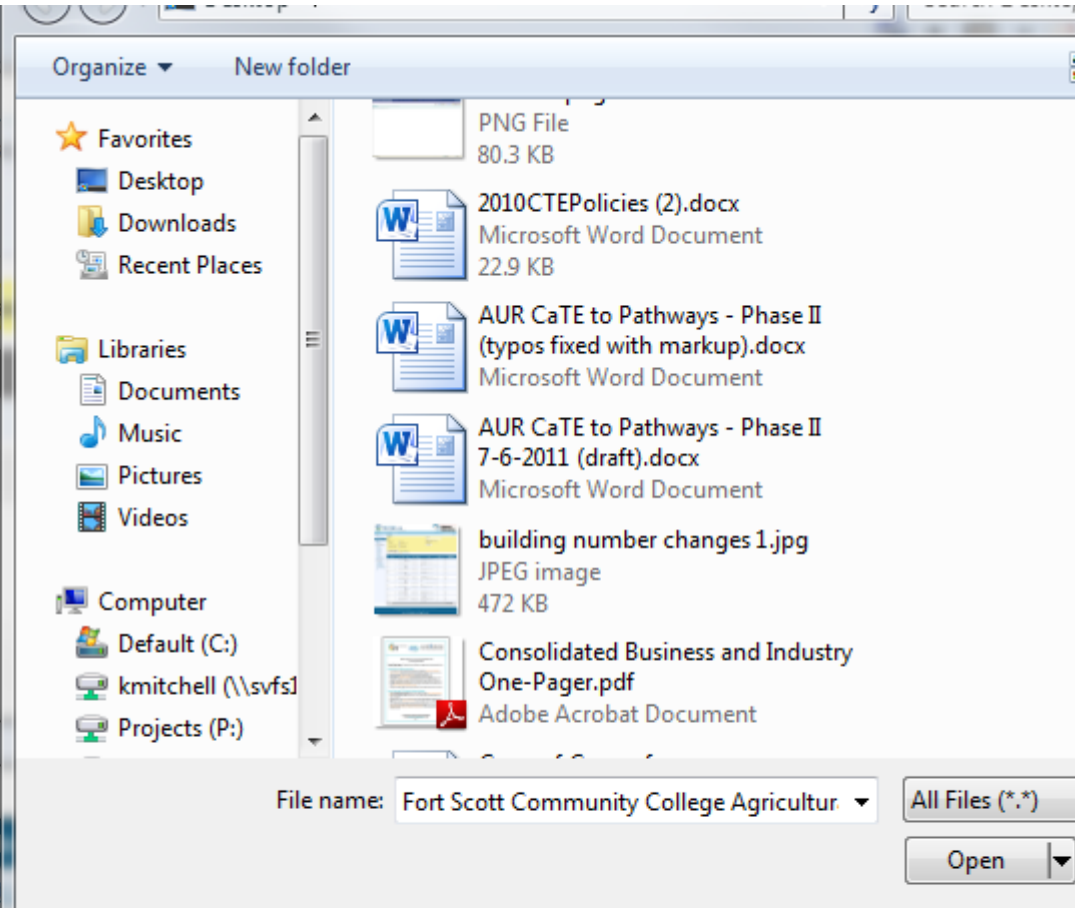 Organize
New folder
Favorites
Desktop
Downloads
Recent Places
Libraries
Documents
Music
Pictures
Videos
Computer
Default (C:)
kmitchell (\\svfs1
Projects (P:)
PNG File
80.3 KB
2010CTEPolicies (2).docx
Microsoft Word Document
22.9 KB
AUR CaTE to Pathways - Phase II
(typos fixed with markup).docx
Microsoft Word Document
AUR CaTE to Pathways - Phase II
7-6-2011 (draft).docx
Microsoft Word Document
building number changes 1.jpg
JPEG image
472 KB
Consolidated Business and Industry
One-Pager.pdf
Adobe Acrobat Document
File name: Fort Scott Community College Agricultur
All Files (*.*)
Open